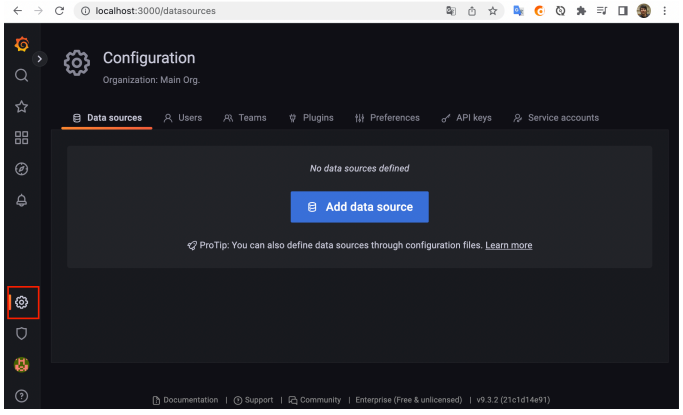 localhost:3000/datasources
Configuration
Organization: Main Org.
Data sources Users Teams Plugins Preferences API keys Service accounts
No data sources defined
Add data source
ProTip: You can also define data sources through configuration files. Learn more
Documentation | Support | Community | Enterprise (Free & unlicensed) | v9.3.2 (21c1d14e91)